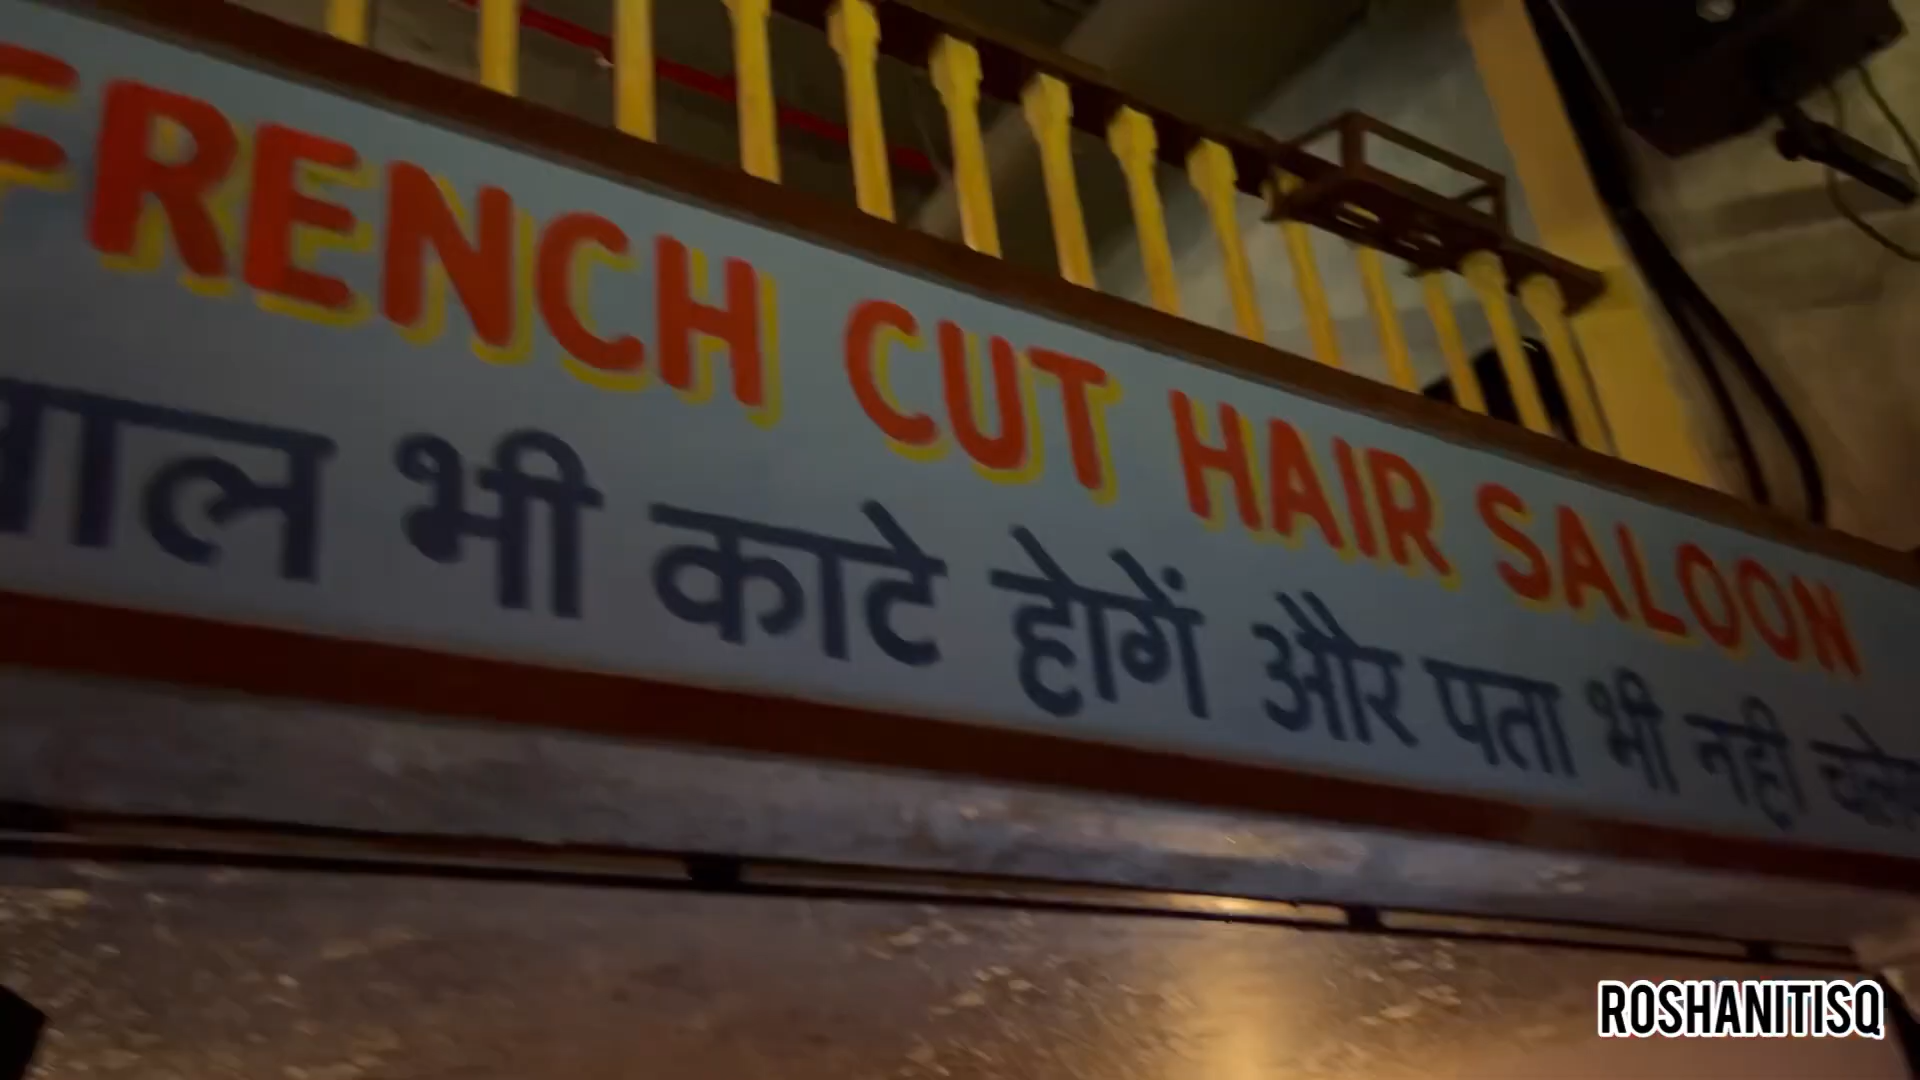 FRENCH CUT HAIR SALOON
बाल भी काटे होगें और पता भी नही
ROSHANITISQ